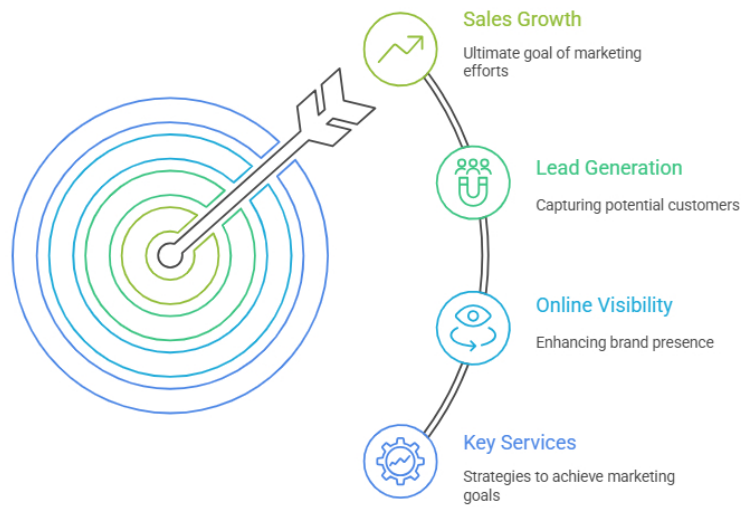 Sales Growth
Ultimate goal of marketing
efforts
Lead Generation
Capturing potential customers
Online Visibility
Enhancing brand presence
Key Services
Strategies to achieve marketing
goals